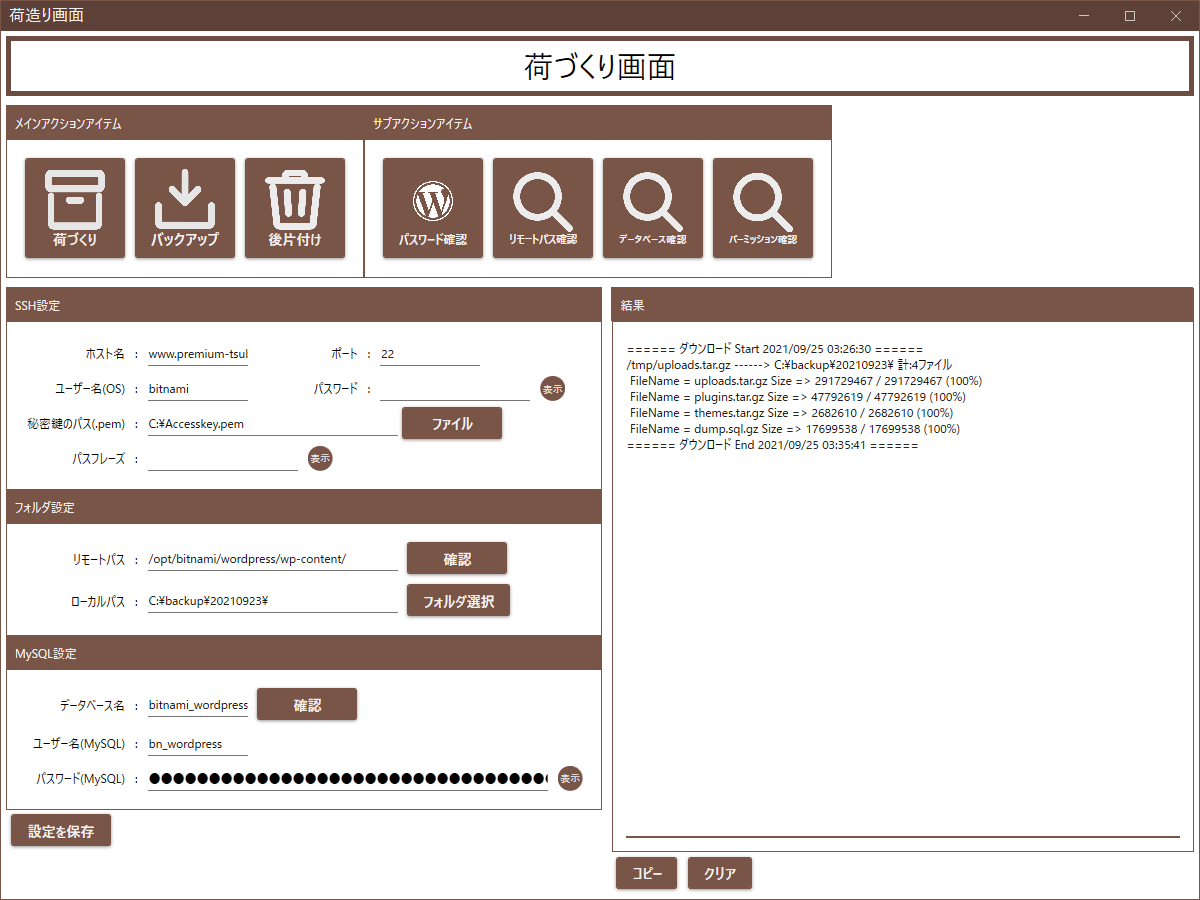 荷造り画面
荷づくり画面
メインアクションアイテム
サブアクションアイテム
荷づくり
バックアップ
後片付け
パスワード確認
リモートパス確認
データベース確認
パーミッション確認
SSH設定
ホスト名 : www.premium-tsul
ポート : 22
ユーザー名(OS) : bitnami
パスワード : 表示
秘密鍵のパス(.pem) : C:¥Accesskey.pem ファイル
パスフレーズ : 表示
フォルダ設定
リモートパス : /opt/bitnami/wordpress/wp-content/ 確認
ローカルパス : C:¥backup¥20210923¥ フォルダ選択
MySQL設定
データベース名 : bitnami_wordpress 確認
ユーザー名(MySQL) : bn_wordpress
パスワード(MySQL) : ●●●●●●●●●●●●●●●●●●●●●●●●●●●●●●●●● 表示
設定を保存
結果
====== ダウンロード Start 2021/09/25 03:26:30 ======
/tmp/uploads.tar.gz ------> C:¥backup¥20210923¥ 計:4ファイル
FileName = uploads.tar.gz Size => 291729467 / 291729467 (100%)
FileName = plugins.tar.gz Size => 47792619 / 47792619 (100%)
FileName = themes.tar.gz Size => 2682610 / 2682610 (100%)
FileName = dump.sql.gz Size => 17699538 / 17699538 (100%)
====== ダウンロード End 2021/09/25 03:35:41 ======
コピー
クリア